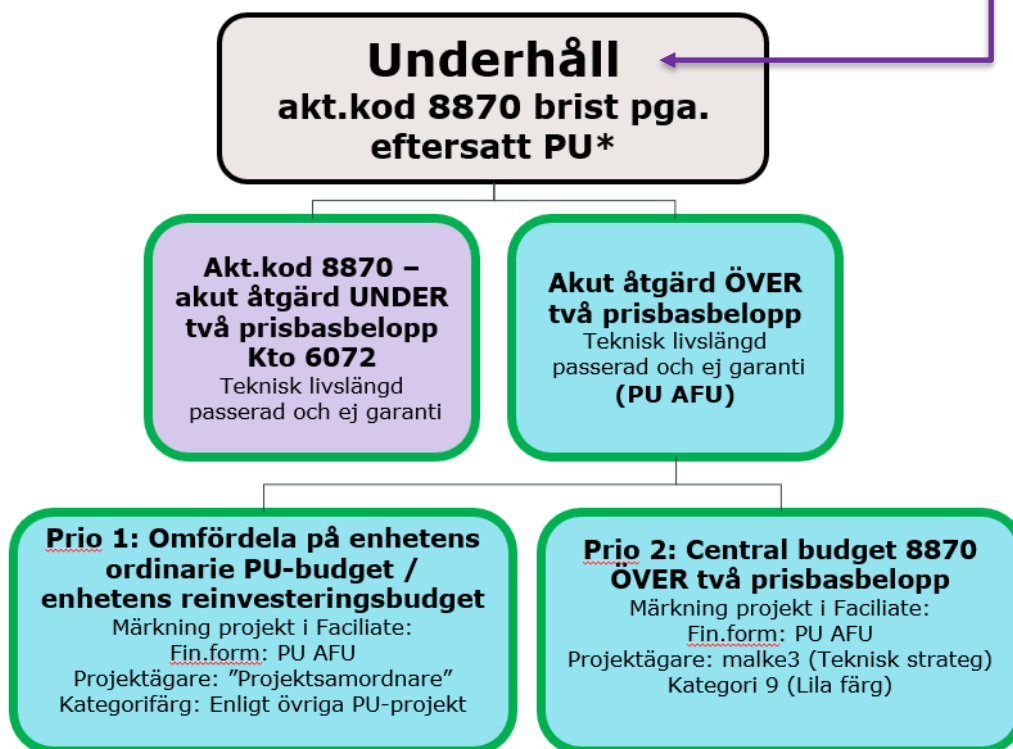 Underhåll
akt.kod 8870 brist pga.
eftersatt PU*
Akt.kod 8870 –
akut åtgärd UNDER
två prisbasbelopp
Kto 6072
Teknisk livslängd
passerad och ej garanti
Akut åtgärd ÖVER
två prisbasbelopp
Teknisk livslängd
passerad och ej garanti
(PU AFU)
Prio 1: Omfördela på enhetens
ordinarie PU-budget /
enhetens reinvesteringsbudget
Märkning projekt i Faciliate:
Fin.form: PU AFU
Projektägare: ”Projektsamordnare”
Kategorifärg: Enligt övriga PU-projekt
Prio 2: Central budget 8870
ÖVER två prisbasbelopp
Märkning projekt i Faciliate:
Fin.form: PU AFU
Projektägare: malke3 (Teknisk strateg)
Kategori 9 (Lila färg)